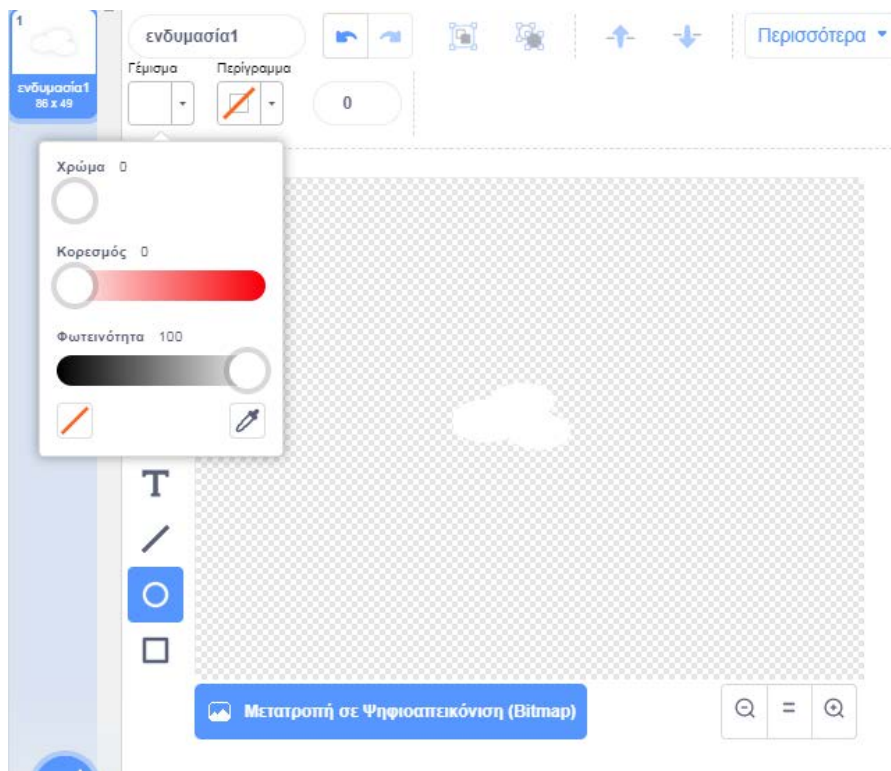 1
ενδυμασία1
86 x 49
ενδυμασία1
Περισσότερα
Γέμισμα Περίγραμμα
0
Χρώμα 0
Κορεσμός 0
Φωτεινότητα 100
T
Μετατροπή σε Ψηφιοαπεικόνιση (Bitmap)